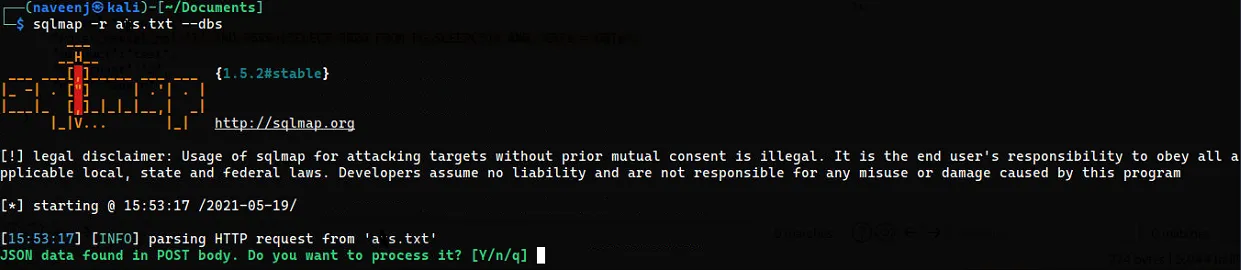 ┌──(naveenj㉿kali)-[~/Documents]
└─$ sqlmap -r a's.txt --dbs
        ___
       __H__
 ___ ___[,]_____ ___ ___  {1.5.2#stable}
|_ -| . ["]     | .'| . |
|___|_  [,]_|_|_|__,|  _|
      |_|V...       |_|   http://sqlmap.org
[!] legal disclaimer: Usage of sqlmap for attacking targets without prior mutual consent is illegal. It is the end user's responsibility to obey all a
pplicable local, state and federal laws. Developers assume no liability and are not responsible for any misuse or damage caused by this program
[*] starting @ 15:53:17 /2021-05-19/
[15:53:17] [INFO] parsing HTTP request from 'a's.txt'
JSON data found in POST body. Do you want to process it? [Y/n/q]